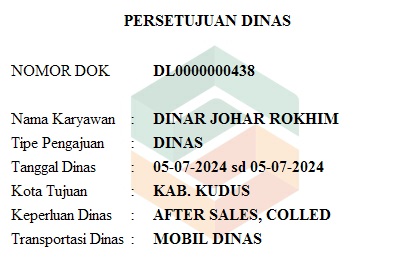 PERSETUJUAN DINAS
NOMOR DOK DL0000000438
Nama Karyawan : DINAR JOHAR ROKHIM
Tipe Pengajuan : DINAS
Tanggal Dinas : 05-07-2024 sd 05-07-2024
Kota Tujuan : KAB. KUDUS
Keperluan Dinas : AFTER SALES, COLLED
Transportasi Dinas : MOBIL DINAS